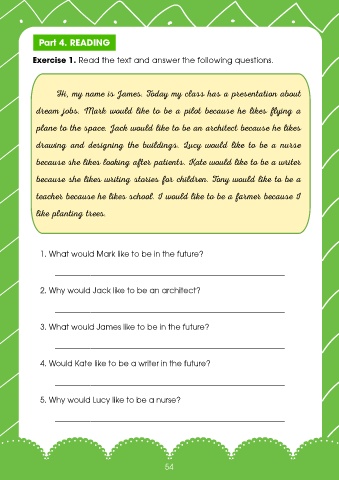 Part 4. READING
Exercise 1. Read the text and answer the following questions.
Hi, my name is James. Today my class has a presentation about
dream jobs. Mark would like to be a pilot because he likes flying a
plane to the space. Jack would like to be an architect because he likes
drawing and designing the buildings. Lucy would like to be a nurse
because she likes looking after patients. Kate would like to be a writer
because she likes writing stories for children. Tony would like to be a
teacher because he likes school. I would like to be a farmer because I
like planting trees.
1. What would Mark like to be in the future?
2. Why would Jack like to be an architect?
3. What would James like to be in the future?
4. Would Kate like to be a writer in the future?
5. Why would Lucy like to be a nurse?
54